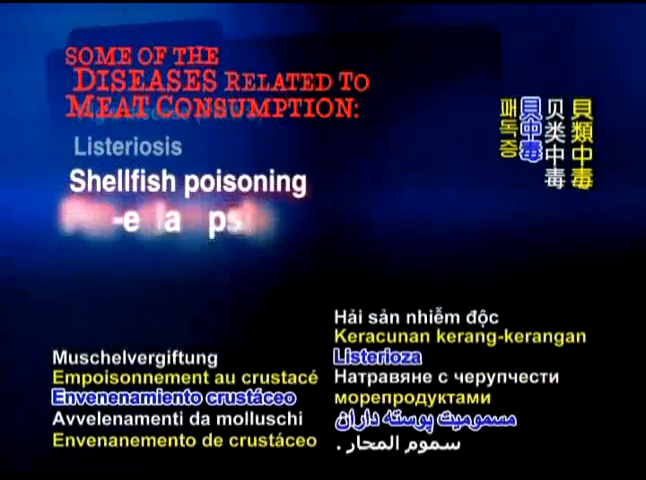 SOME OF THE
DISEASES RELATED TO
MEAT CONSUMPTION:
Listeriosis
Shellfish poisoning
貝類中毒
贝类中毒
貝中毒
패독증
Muschelvergiftung
Empoisonnement au crustacé
Envenenamiento crustáceo
Avvelenamenti da molluschi
Envenanemento de crustáceo
Hải sản nhiễm độc
Keracunan kerang-kerangan
Listerioza
Натравяне с черупчести
морепродуктами
مسمومیت پوسته داران
سموم المحار .